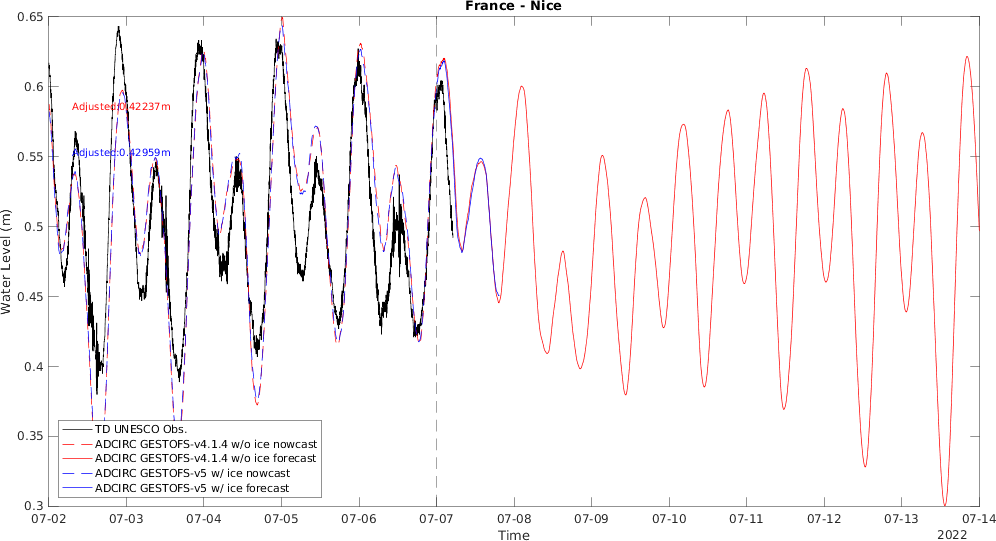 France - Nice
0.65
0.6
0.55
0.5
0.45
0.4
0.35
0.3
Water Level (m)
Adjusted:0.42237m
Adjusted:0.42959m
TD UNESCO Obs.
ADCIRC GESTOFS-v4.1.4 w/o ice nowcast
ADCIRC GESTOFS-v4.1.4 w/o ice forecast
ADCIRC GESTOFS-v5 w/ ice nowcast
ADCIRC GESTOFS-v5 w/ ice forecast
07-02 07-03 07-04 07-05 07-06 07-07 07-08 07-09 07-10 07-11 07-12 07-13 07-14
Time
2022